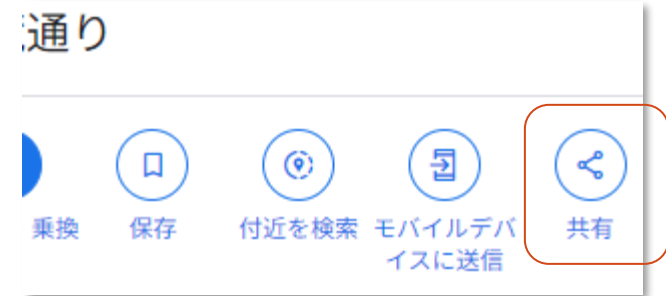 通り
乗換
保存
付近を検索
モバイルデバ
イスに送信
共有